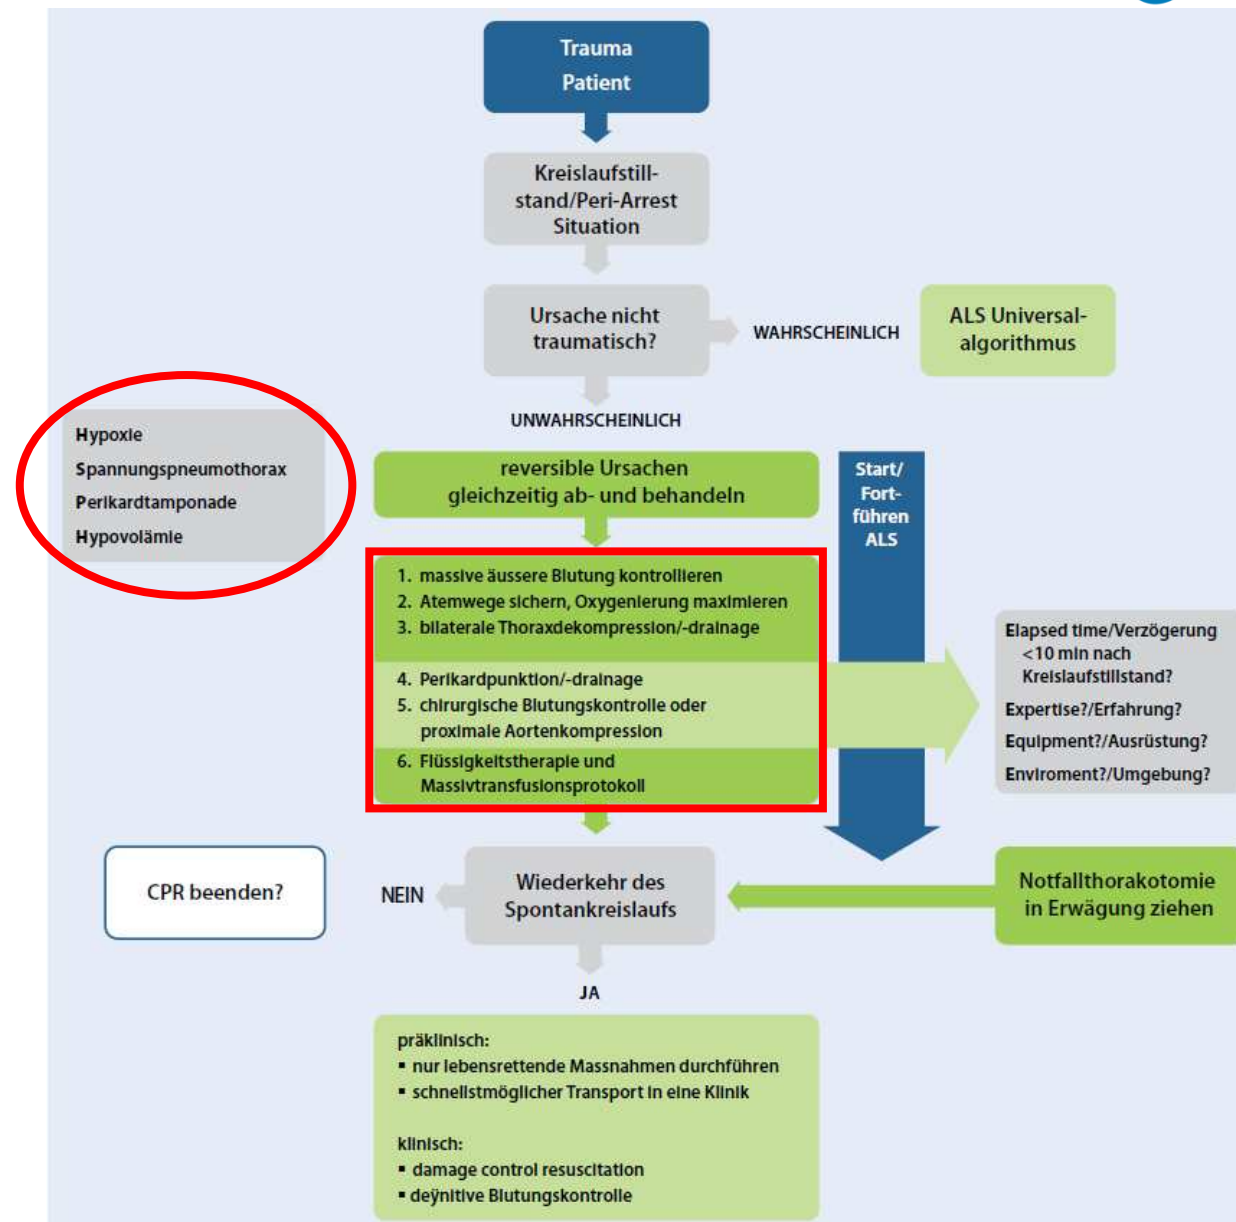 Trauma
Patient
Kreislaufstill-
stand/Peri-Arrest
Situation
Ursache nicht
traumatisch?
WAHRSCHEINLICH
ALS Universal-
algorithmus
UNWAHRSCHEINLICH
Hypoxie
Spannungspneumothorax
Perikardtamponade
Hypovolämie
reversible Ursachen
gleichzeitig ab- und behandeln
Start/
Fort-
führen
ALS
1. massive äussere Blutung kontrollieren
2. Atemwege sichern, Oxygenierung maximieren
3. bilaterale Thoraxdekompression/-drainage
4. Perikardpunktion/-drainage
5. chirurgische Blutungskontrolle oder
proximale Aortenkompression
6. Flüssigkeitstherapie und
Massivtransfusionsprotokoll
Elapsed time/Verzögerung
<10 min nach
Kreislaufstillstand?
Expertise?/Erfahrung?
Equipment?/Ausrüstung?
Enviroment?/Umgebung?
CPR beenden?
NEIN
Wiederkehr des
Spontankreislaufs
Notfallthorakotomie
in Erwägung ziehen
JA
präklinisch:
▪ nur lebensrettende Massnahmen durchführen
▪ schnellstmöglicher Transport in eine Klinik
klinisch:
▪ damage control resuscitation
▪ deÿnitive Blutungskontrolle